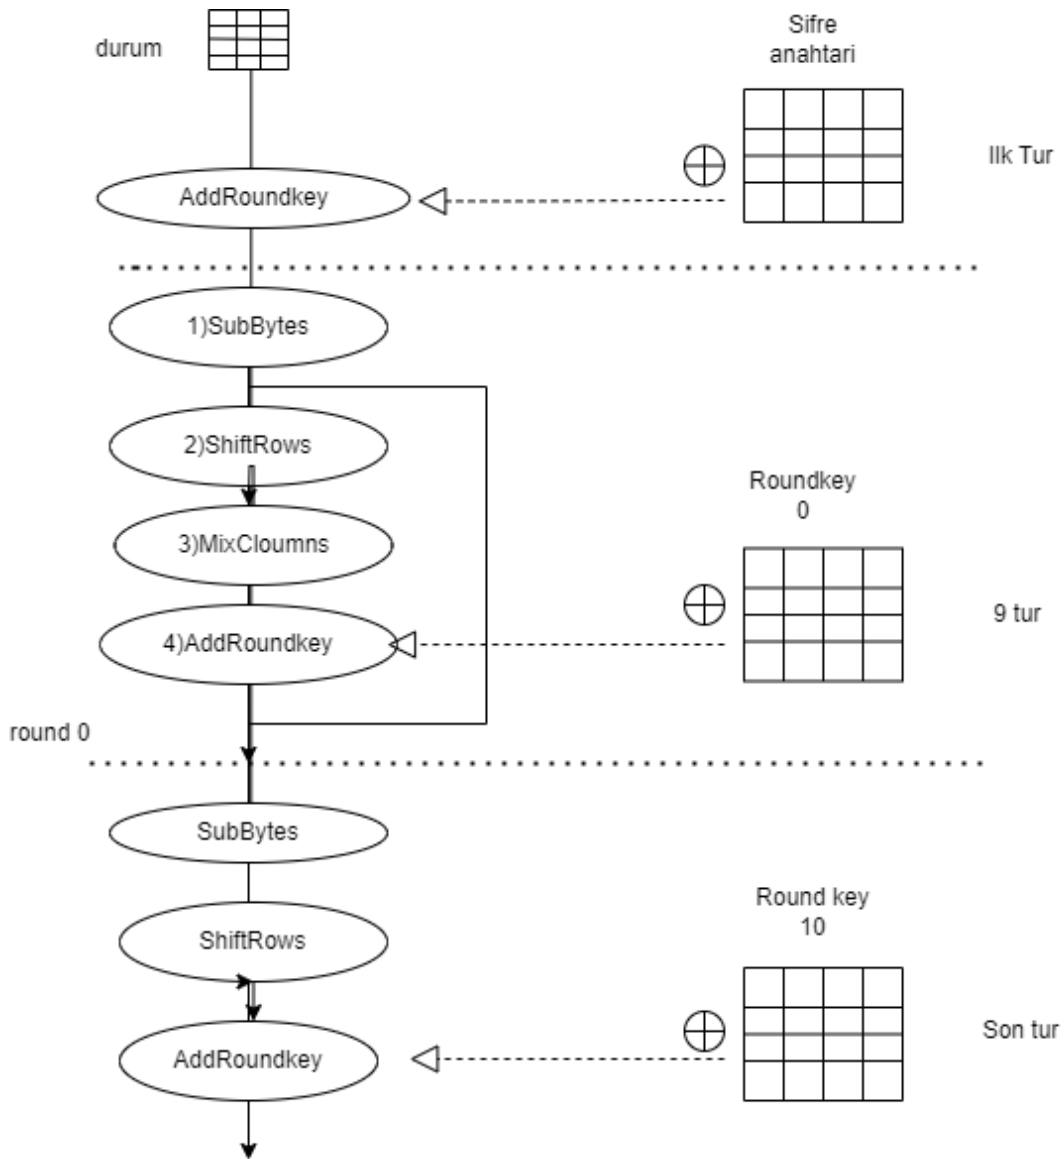 durum
Sifre
anahtari
Ilk Tur
AddRoundkey
1)SubBytes
2)ShiftRows
3)MixCloumns
4)AddRoundkey
Roundkey
0
9 tur
round 0
SubBytes
ShiftRows
AddRoundkey
Round key
10
Son tur